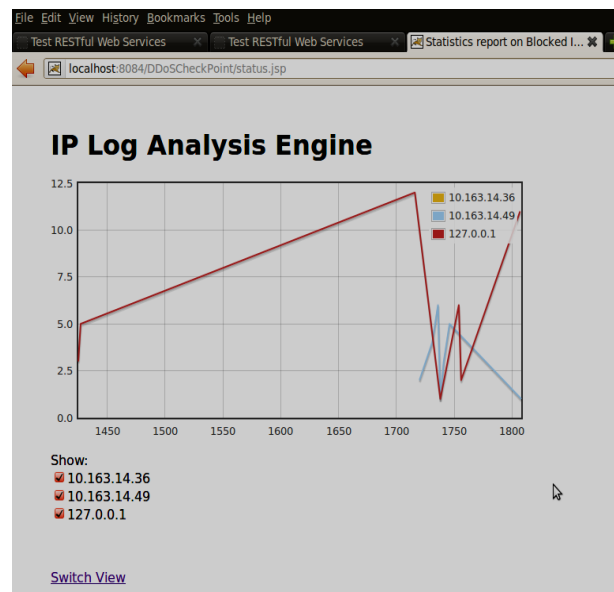 File Edit View History Bookmarks Tools Help
Test RESTful Web Services Test RESTful Web Services Statistics report on Blocked I...
localhost:8084/DDoSCheckPoint/status.jsp
IP Log Analysis Engine
12.5
10.0
7.5
5.0
2.5
0.0
10.163.14.36
10.163.14.49
127.0.0.1
1450 1500 1550 1600 1650 1700 1750 1800
Show:
10.163.14.36
10.163.14.49
127.0.0.1
Switch View